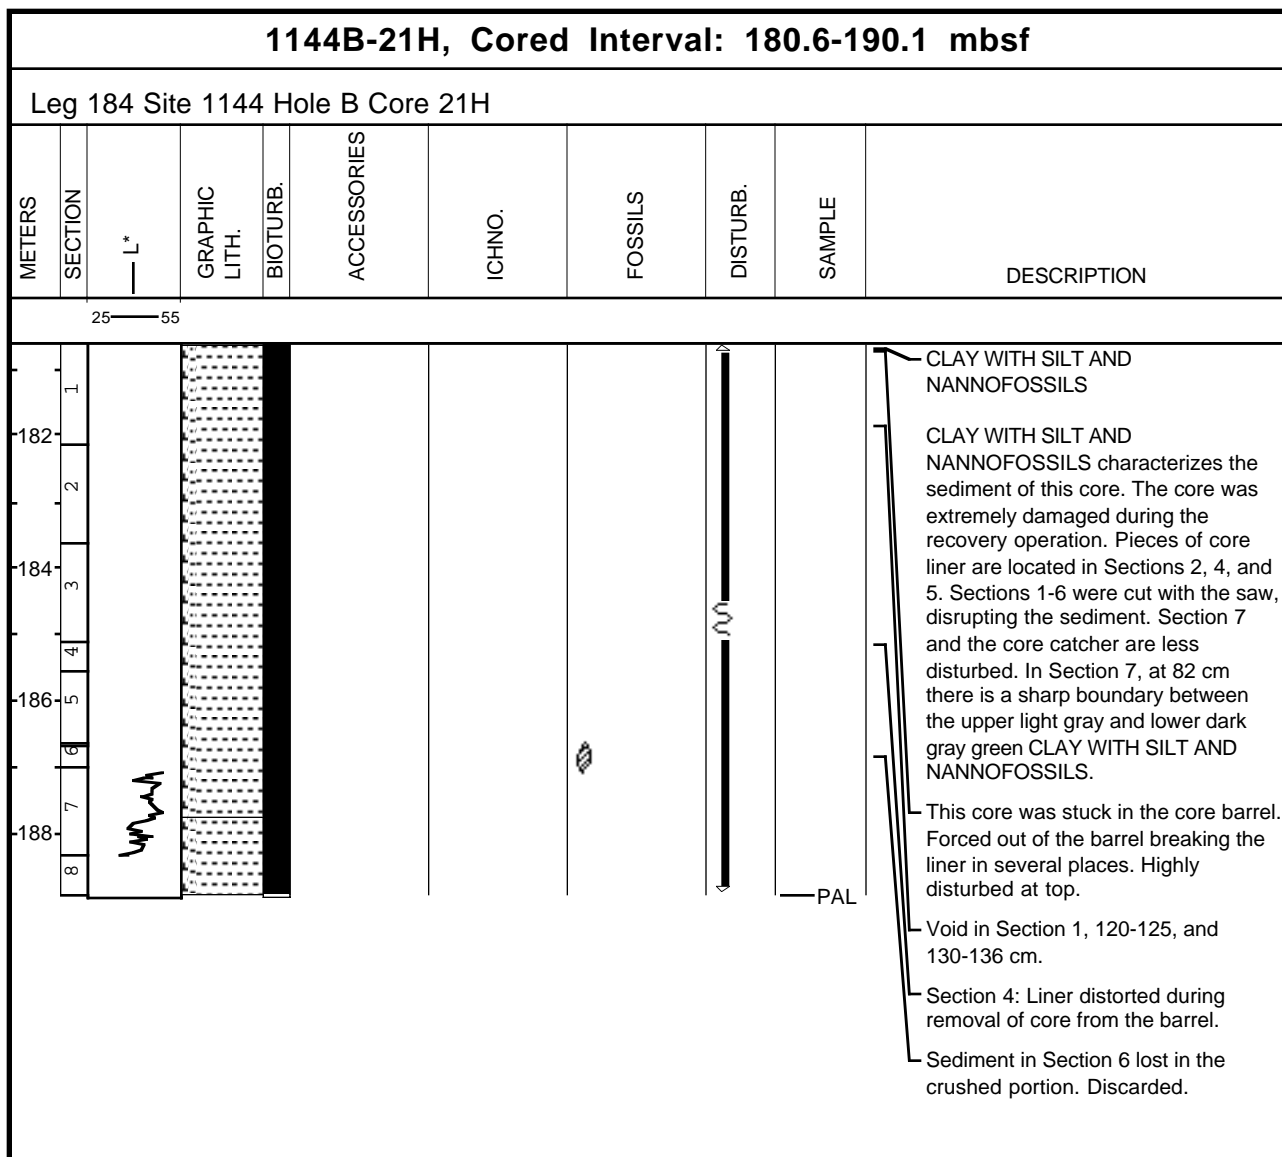 1144B-21H, Cored Interval: 180.6-190.1 mbsf
Leg 184 Site 1144 Hole B Core 21H
METERS
SECTION
L*
GRAPHIC
LITH.
BIOTURB.
ACCESSORIES
ICHNO.
FOSSILS
DISTURB.
SAMPLE
DESCRIPTION
25 55
1
182
2
184
3
4
186
5
6
7
188
8
PAL
CLAY WITH SILT AND
NANNOFOSSILS
CLAY WITH SILT AND
NANNOFOSSILS characterizes the
sediment of this core. The core was
extremely damaged during the
recovery operation. Pieces of core
liner are located in Sections 2, 4, and
5. Sections 1-6 were cut with the saw,
disrupting the sediment. Section 7
and the core catcher are less
disturbed. In Section 7, at 82 cm
there is a sharp boundary between
the upper light gray and lower dark
gray green CLAY WITH SILT AND
NANNOFOSSILS.
This core was stuck in the core barrel.
Forced out of the barrel breaking the
liner in several places. Highly
disturbed at top.
Void in Section 1, 120-125, and
130-136 cm.
Section 4: Liner distorted during
removal of core from the barrel.
Sediment in Section 6 lost in the
crushed portion. Discarded.